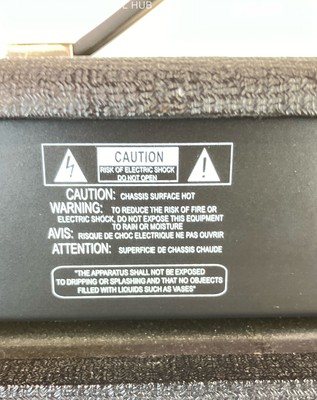 HUB
CAUTION
RISK OF ELECTRIC SHOCK
DO NOT OPEN
CAUTION: CHASSIS SURFACE HOT
WARNING: TO REDUCE THE RISK OF FIRE OR
ELECTRIC SHOCK, DO NOT EXPOSE THIS EQUIPMENT
TO RAIN OR MOISTURE
AVIS: RISQUE DE CHOC ELECTRIQUE NE PAS OUVRIR
ATTENTION: SUPERFICIE DE CHASSIS CHAUDE
"THE APPARATUS SHALL NOT BE EXPOSED
TO DRIPPING OR SPLASHING AND THAT NO OBJEECTS
FILLED WITH LIQUIDS SUCH AS VASES"